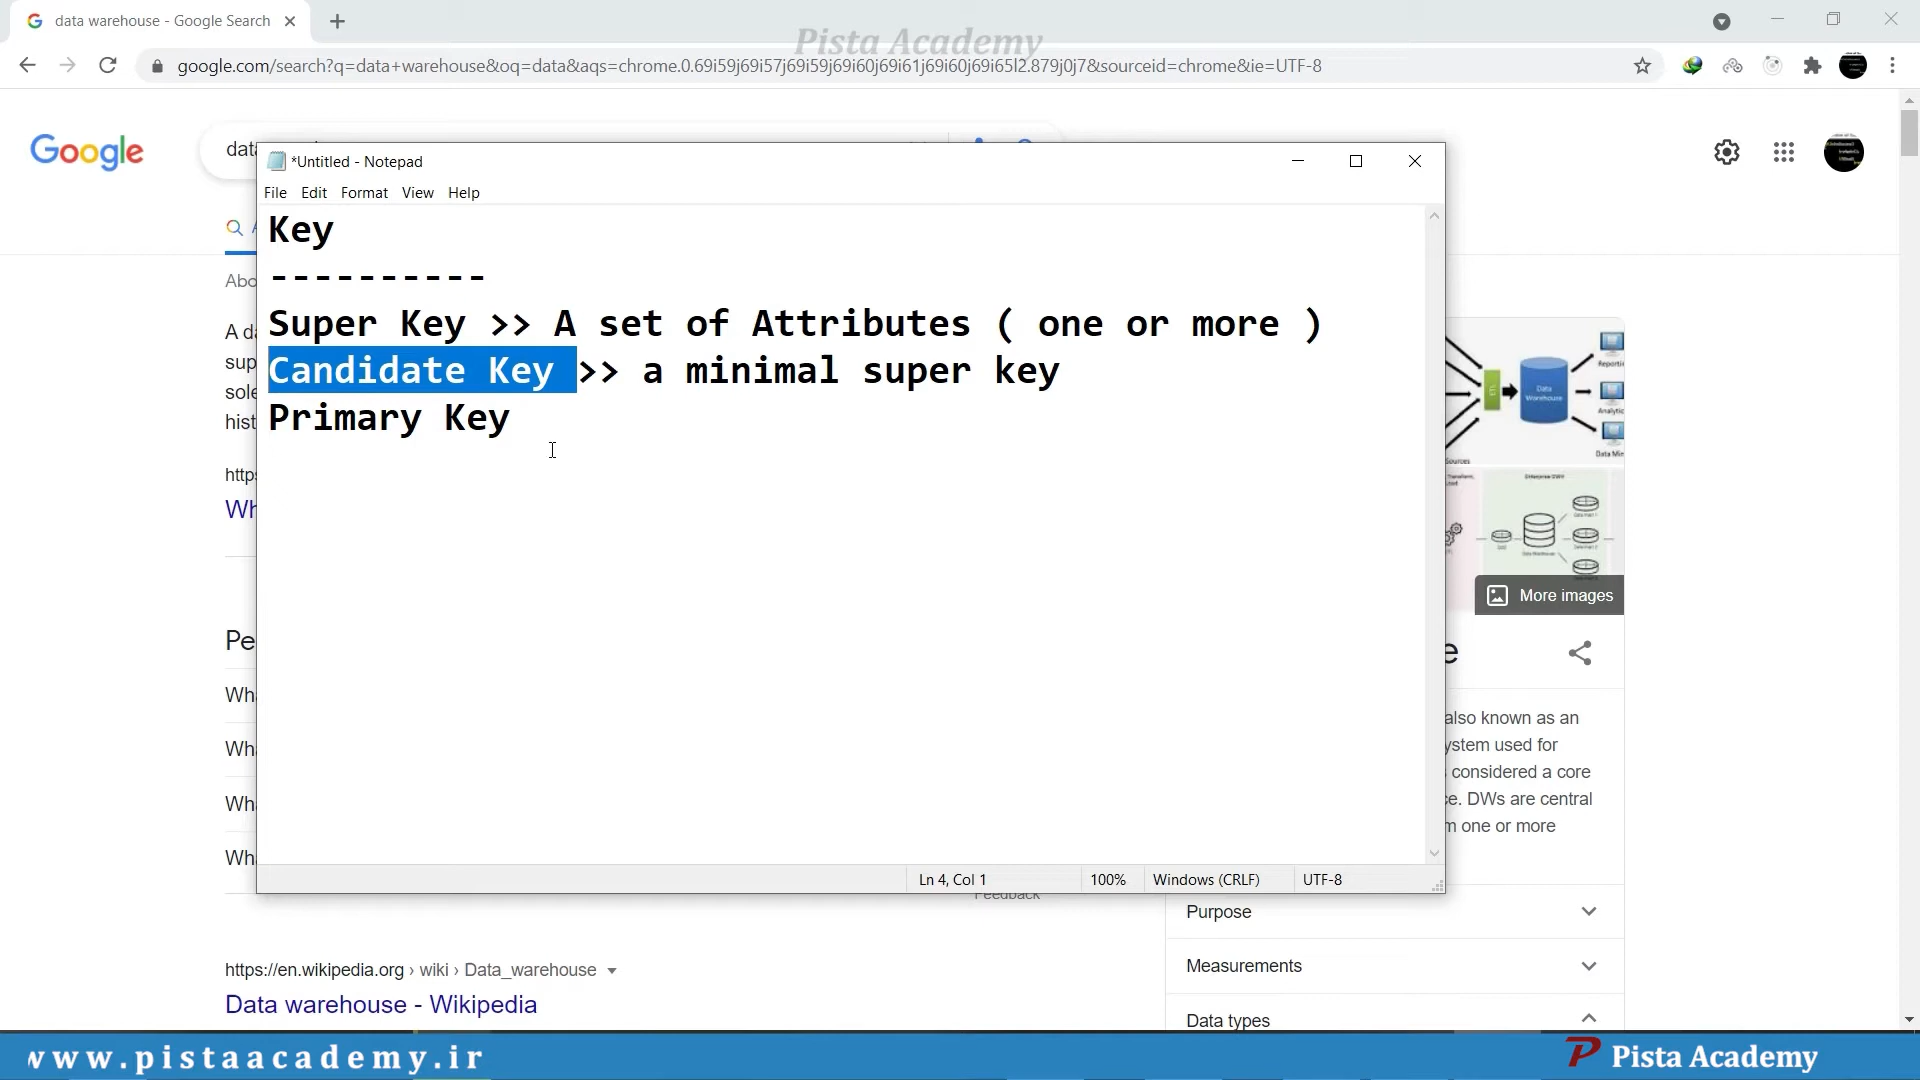 data warehouse - Google Search
Pista Academy
google.com/search?q=data+warehouse&oq=data&aqs=chrome.0.69i59j69i57j69i59j69i60j69i61j69i60j69i65l2.879j0j7&sourceid=chrome&ie=UTF-8
Google
*Untitled - Notepad
File Edit Format View Help
Key
----------
Super Key >> A set of Attributes ( one or more )
Candidate Key >> a minimal super key
Primary Key
Ln 4, Col 1 100% Windows (CRLF) UTF-8
Data Warehouse
More images
also known as an
considered a core
DWs are central
one or more
Feedback
Purpose
Measurements
Data types
https://en.wikipedia.org › wiki › Data_warehouse
Data warehouse - Wikipedia
www.pistaacademy.ir
Pista Academy